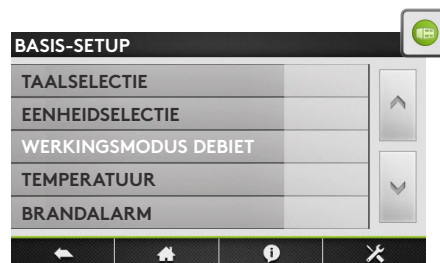 BASIS-SETUP
TAALSELECTIE
EENHEIDSELECTIE
WERKINGSMODUS DEBIET
TEMPERATUUR
BRANDALARM